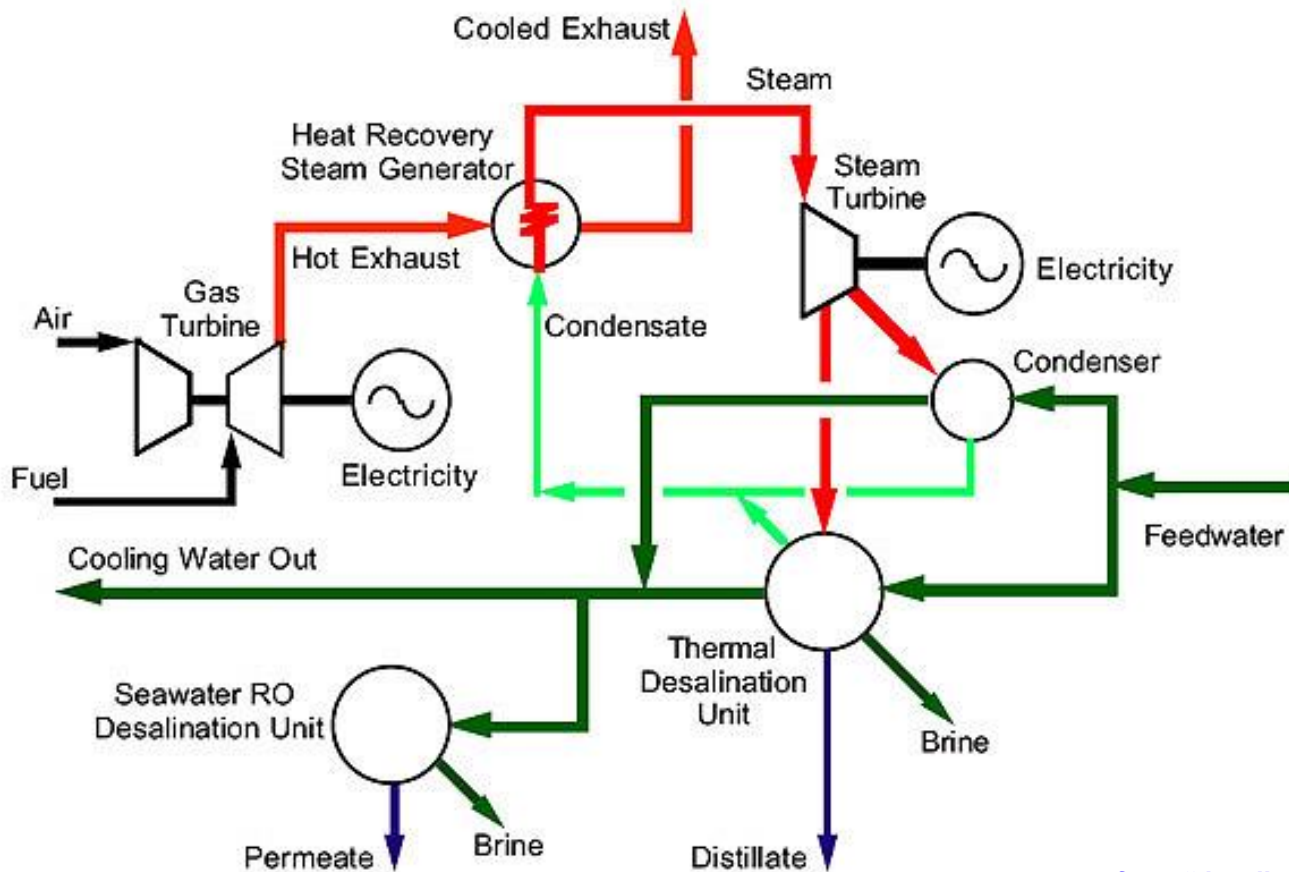 Cooled Exhaust
Steam
Heat Recovery
Steam Generator
Steam
Turbine
Hot Exhaust
Electricity
Gas
Turbine
Air
Condensate
Condenser
Fuel
Electricity
Feedwater
Cooling Water Out
Thermal
Desalination
Unit
Seawater RO
Desalination Unit
Brine
Brine
Permeate
Distillate